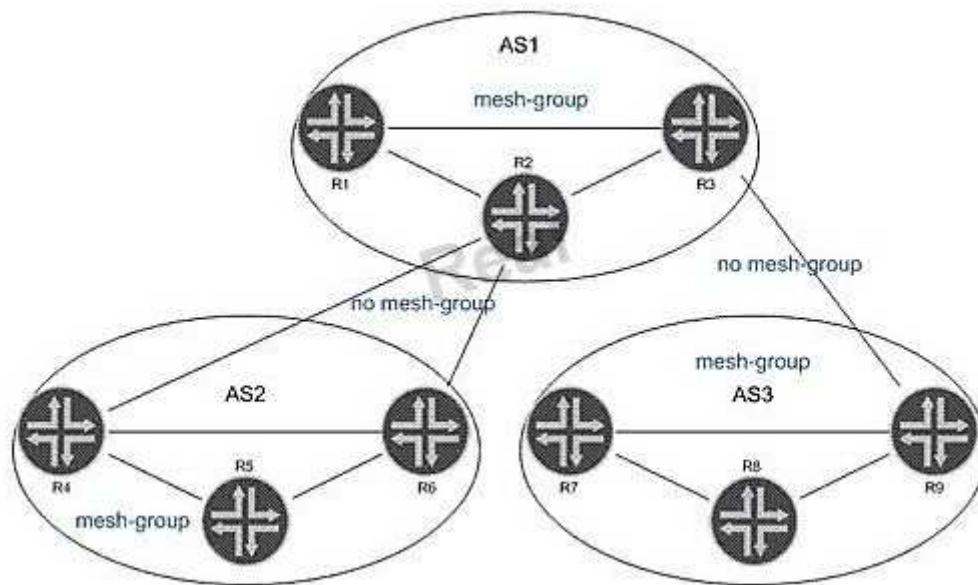 AS1
mesh-group
R1
R2
R3
no mesh-group
no mesh-group
mesh-group
AS2
AS3
R4
R5
R6
R7
R8
R9
mesh-group